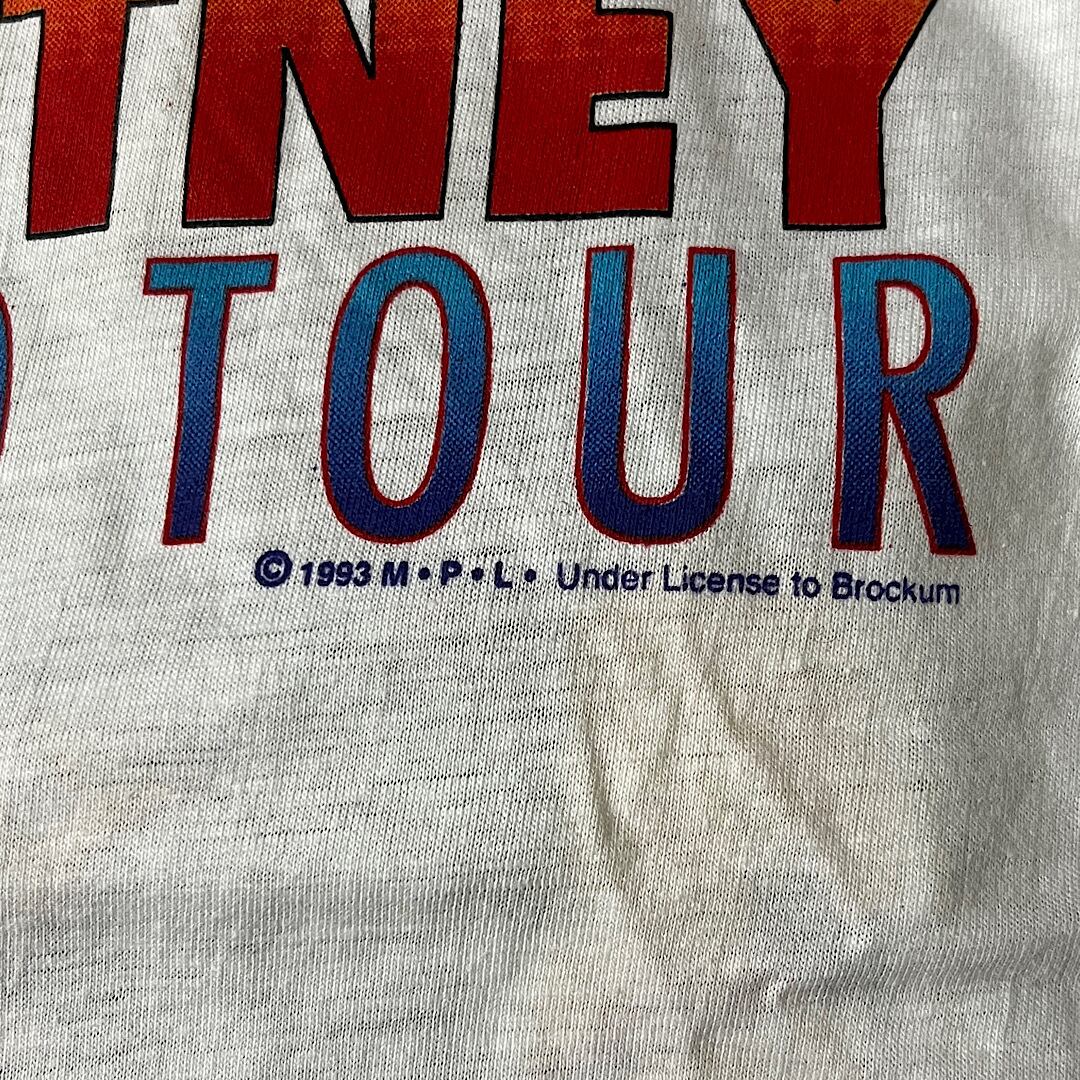 TNEY
TOUR
© 1993 M • P • L • Under License to Brockum